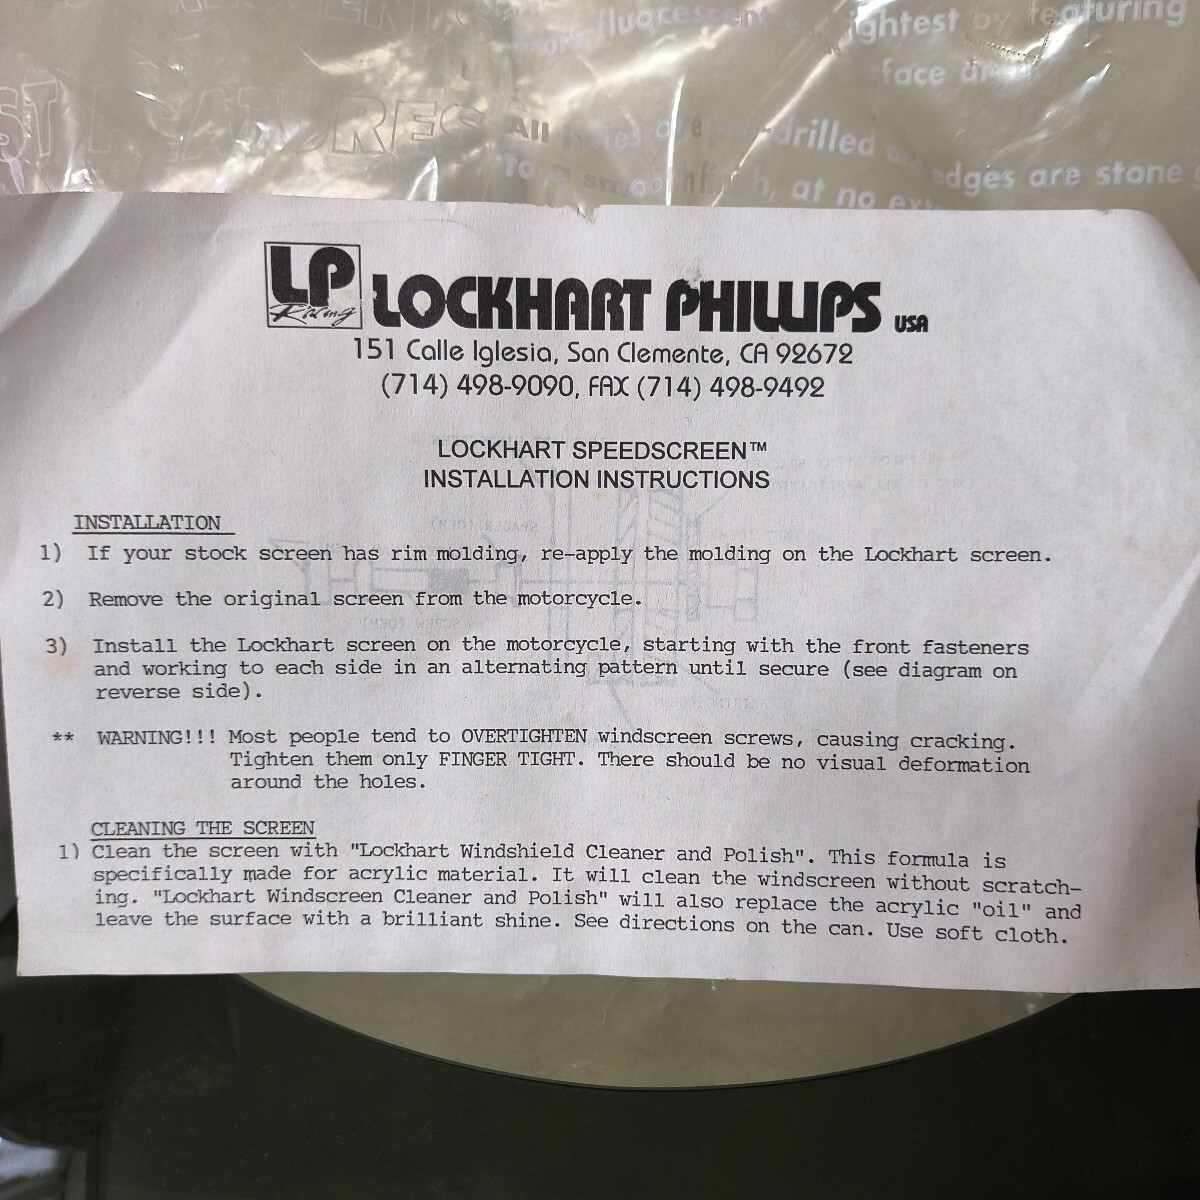 fluorescent
ightest by featuring
face
ST FEATURES
All holes are pre-drilled
edges are stone
to a smooth finish, at no
LP
Racing
LOCKHART PHILLIPS USA
151 Calle Iglesia, San Clemente, CA 92672
(714) 498-9090, FAX (714) 498-9492
LOCKHART SPEEDSCREEN™
INSTALLATION INSTRUCTIONS
INSTALLATION
1) If your stock screen has rim molding, re-apply the molding on the Lockhart screen.
2) Remove the original screen from the motorcycle.
3) Install the Lockhart screen on the motorcycle, starting with the front fasteners
and working to each side in an alternating pattern until secure (see diagram on
reverse side).
** WARNING!!! Most people tend to OVERTIGHTEN windscreen screws, causing cracking.
Tighten them only FINGER TIGHT. There should be no visual deformation
around the holes.
CLEANING THE SCREEN
1) Clean the screen with "Lockhart Windshield Cleaner and Polish". This formula is
specifically made for acrylic material. It will clean the windscreen without scratch-
ing. "Lockhart Windscreen Cleaner and Polish" will also replace the acrylic "oil" and
leave the surface with a brilliant shine. See directions on the can. Use soft cloth.